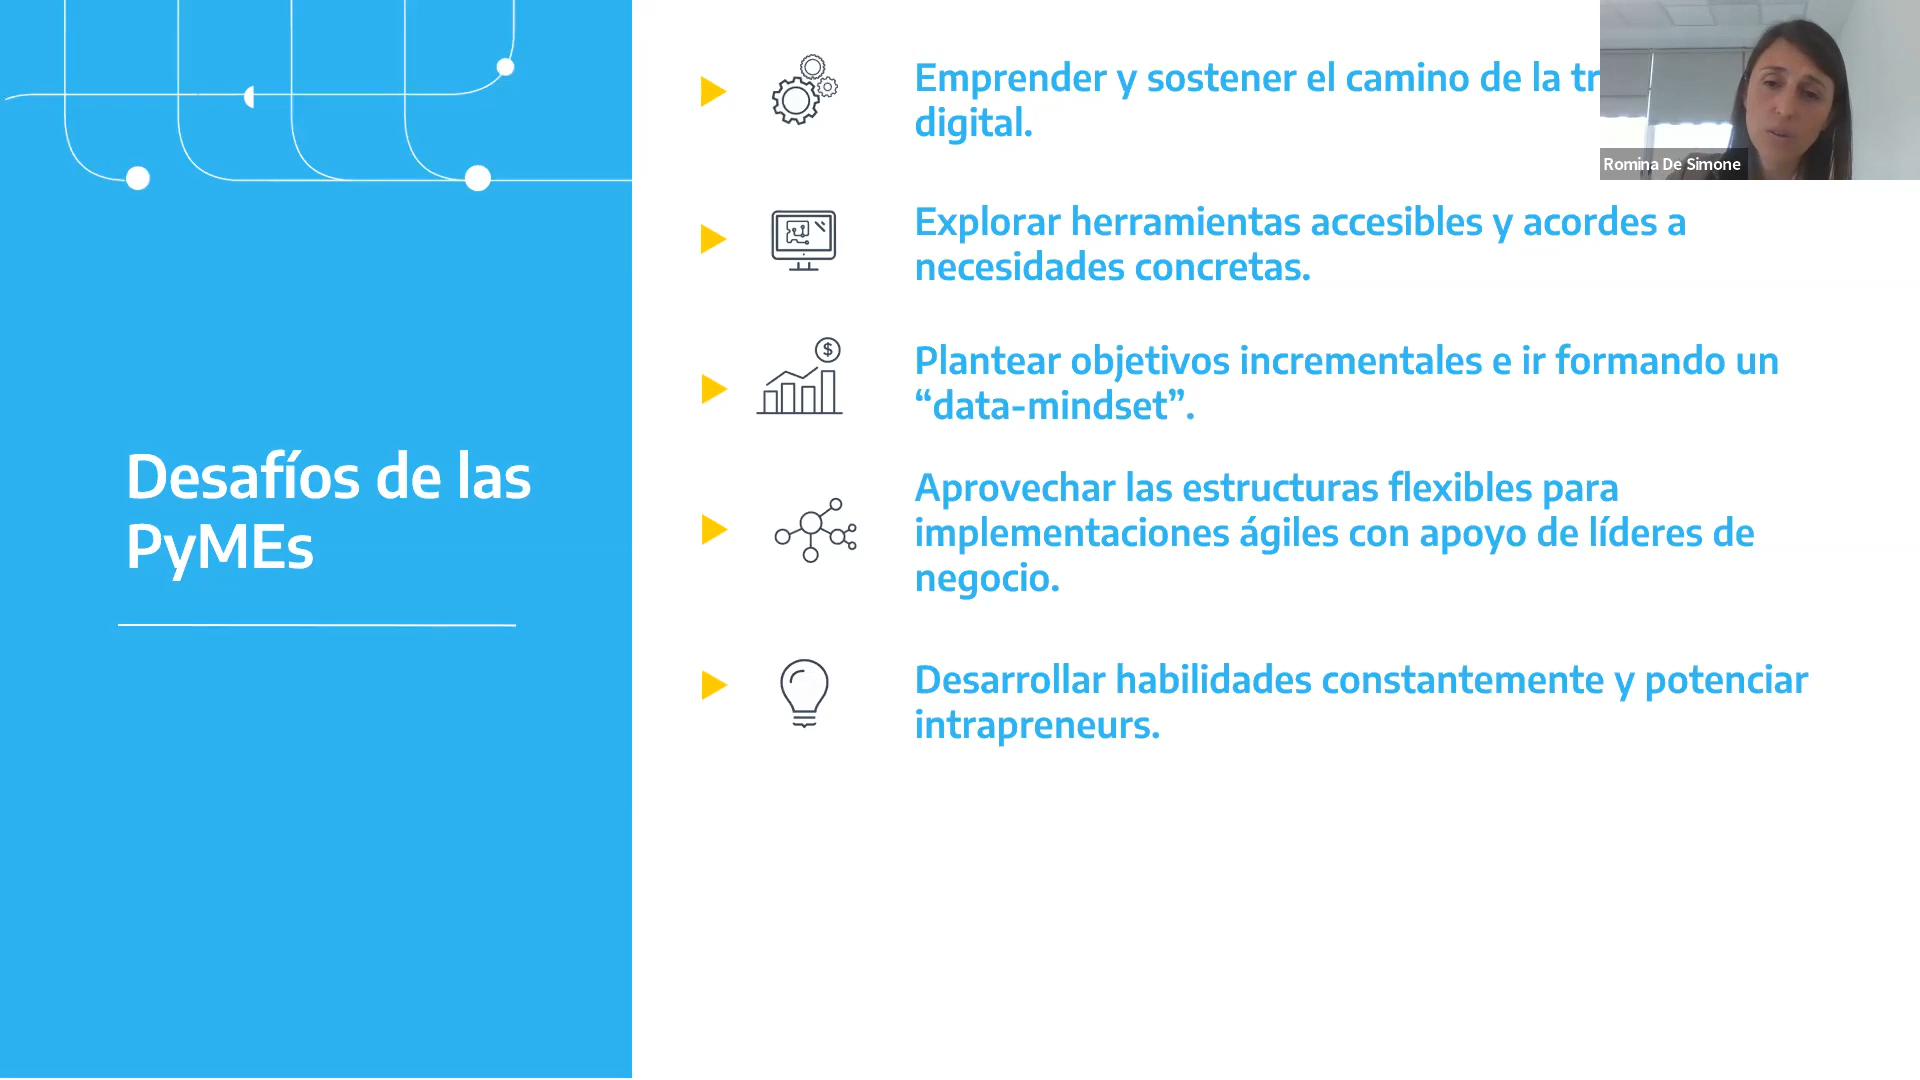 Desafíos de las
PyMEs
Emprender y sostener el camino de la
digital.
Explorar herramientas accesibles y acordes a
necesidades concretas.
Plantear objetivos incrementales e ir formando un
“data-mindset”.
Aprovechar las estructuras flexibles para
implementaciones ágiles con apoyo de líderes de
negocio.
Desarrollar habilidades constantemente y potenciar
intrapreneurs.
Romina De Simone
$